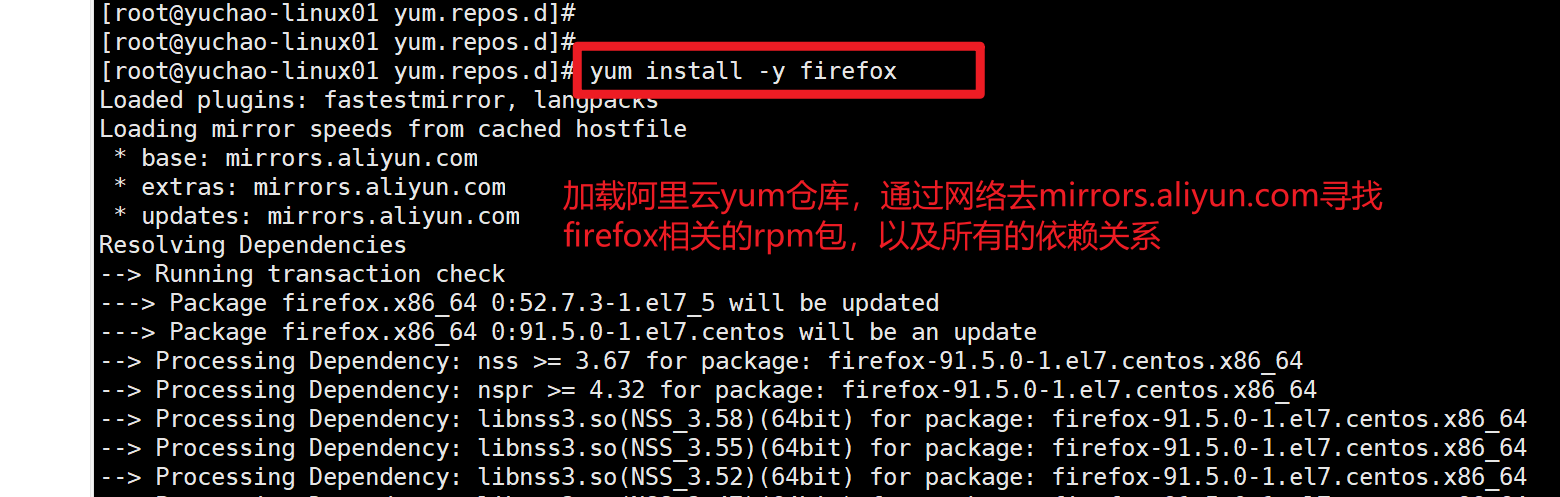 [root@yuchao-linux01 yum.repos.d]#
[root@yuchao-linux01 yum.repos.d]#
[root@yuchao-linux01 yum.repos.d]# yum install -y firefox
Loaded plugins: fastestmirror, langpacks
Loading mirror speeds from cached hostfile
 * base: mirrors.aliyun.com
 * extras: mirrors.aliyun.com
 * updates: mirrors.aliyun.com
加载阿里云yum仓库，通过网络去mirrors.aliyun.com寻找
firefox相关的rpm包，以及所有的依赖关系
Resolving Dependencies
--> Running transaction check
---> Package firefox.x86_64 0:52.7.3-1.el7_5 will be updated
---> Package firefox.x86_64 0:91.5.0-1.el7.centos will be an update
--> Processing Dependency: nss >= 3.67 for package: firefox-91.5.0-1.el7.centos.x86_64
--> Processing Dependency: nspr >= 4.32 for package: firefox-91.5.0-1.el7.centos.x86_64
--> Processing Dependency: libnss3.so(NSS_3.58)(64bit) for package: firefox-91.5.0-1.el7.centos.x86_64
--> Processing Dependency: libnss3.so(NSS_3.55)(64bit) for package: firefox-91.5.0-1.el7.centos.x86_64
--> Processing Dependency: libnss3.so(NSS_3.52)(64bit) for package: firefox-91.5.0-1.el7.centos.x86_64